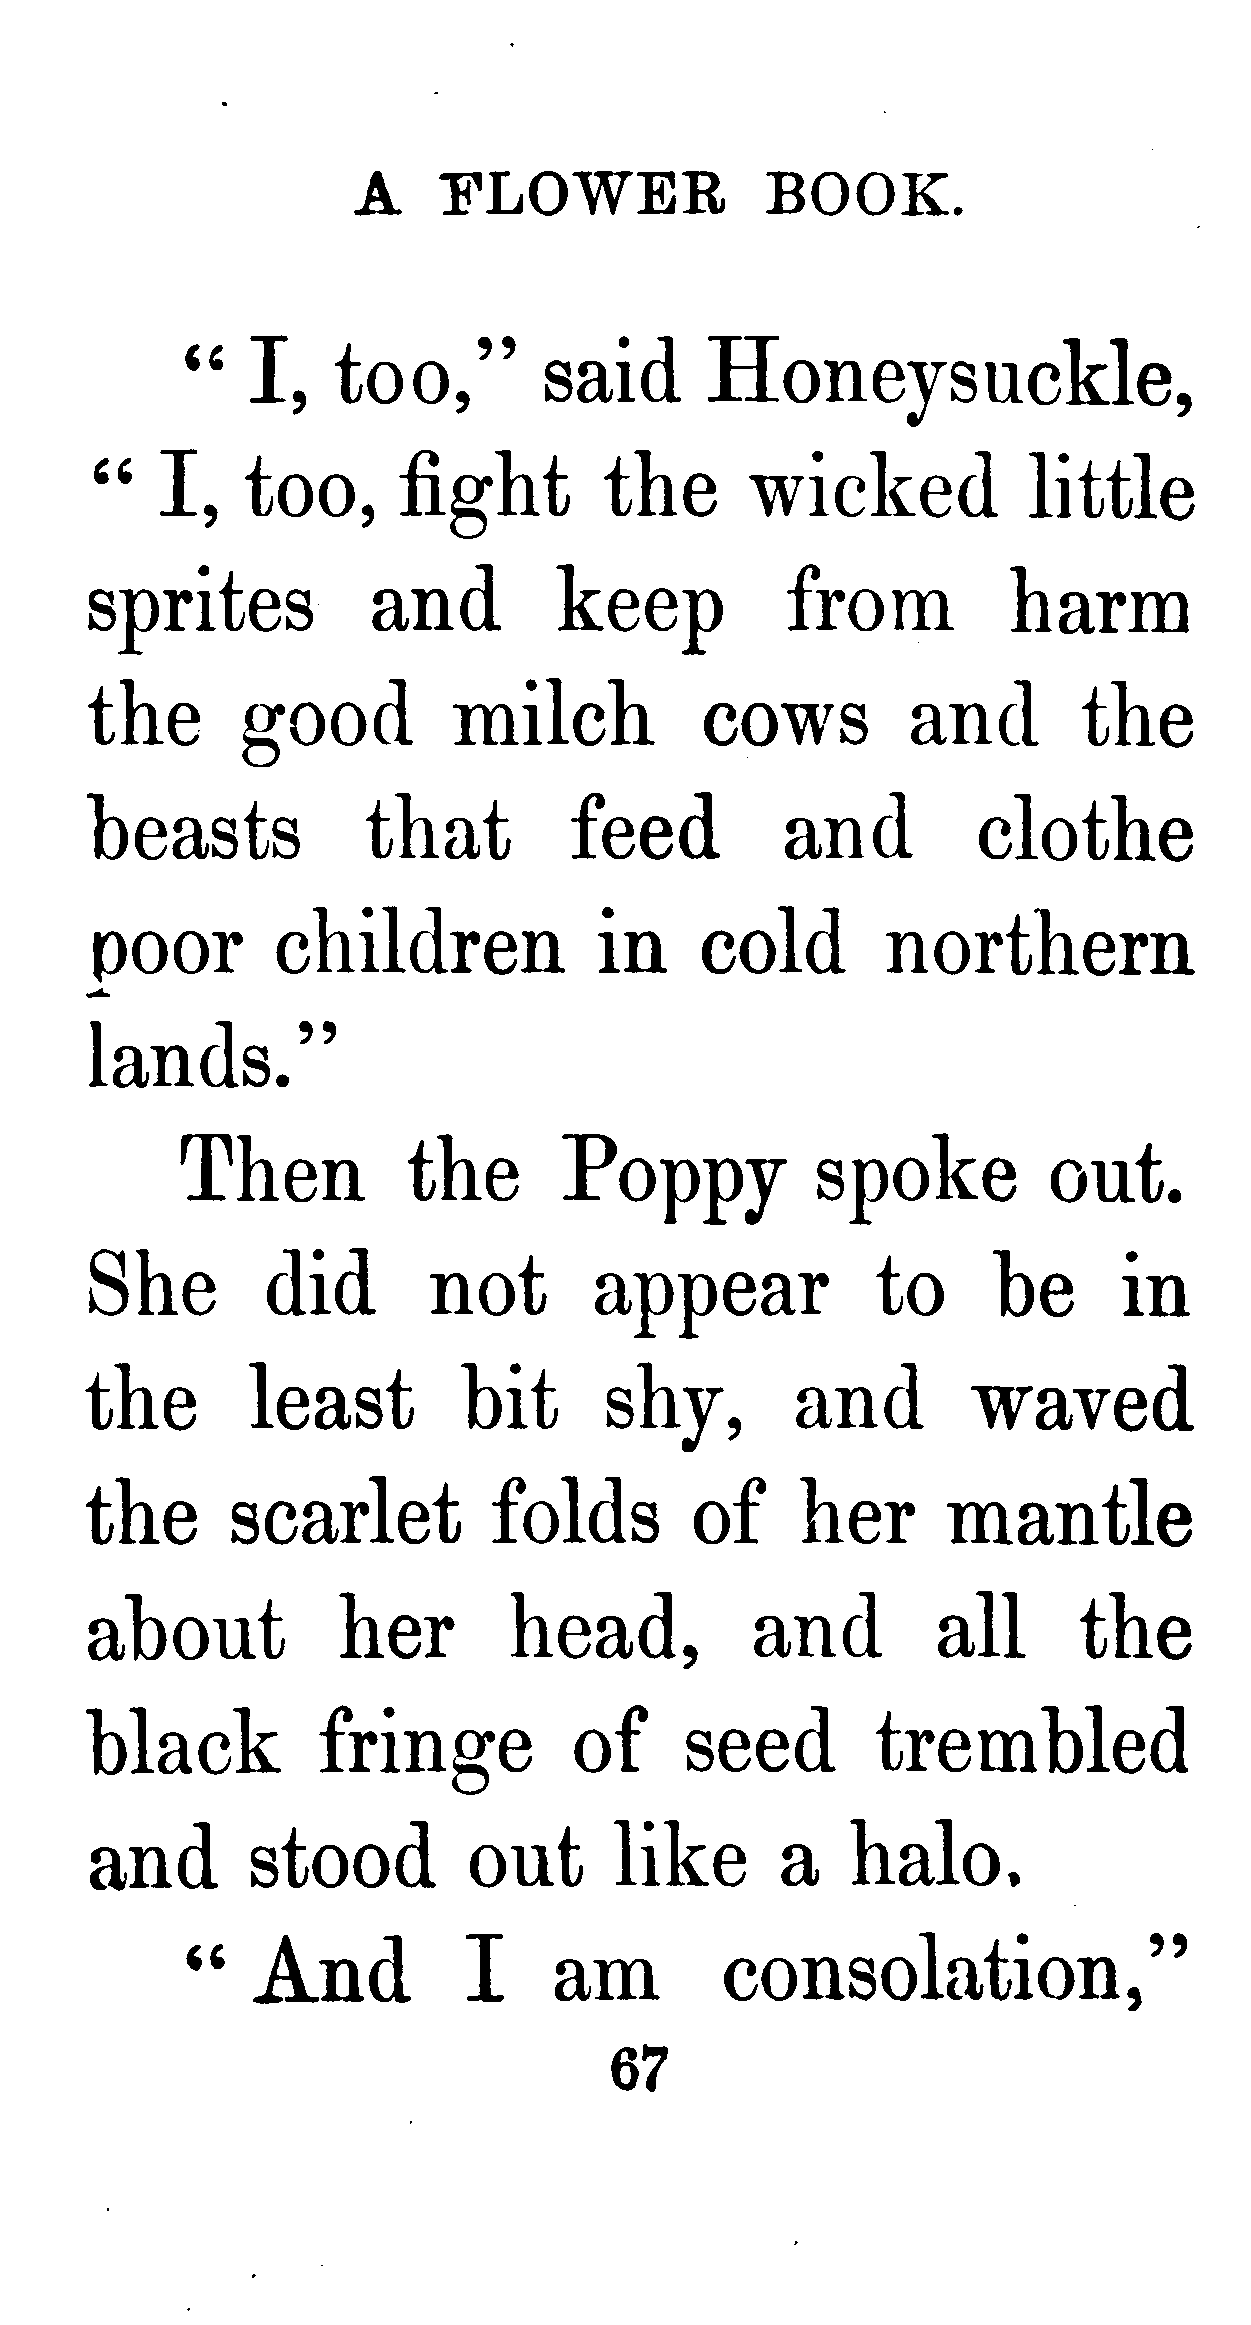 A FLOWER BOOK.
“ I, too,” said Honeysuckle,
“ I, too, fight the wicked little
sprites and keep from harm
the good milch cows and the
beasts that feed and clothe
poor children in cold northern
lands.”
Then the Poppy spoke out.
She did not appear to be in
the least bit shy, and waved
the scarlet folds of her mantle
about her head, and all the
black fringe of seed trembled
and stood out like a halo.
“ And I am consolation,”
67